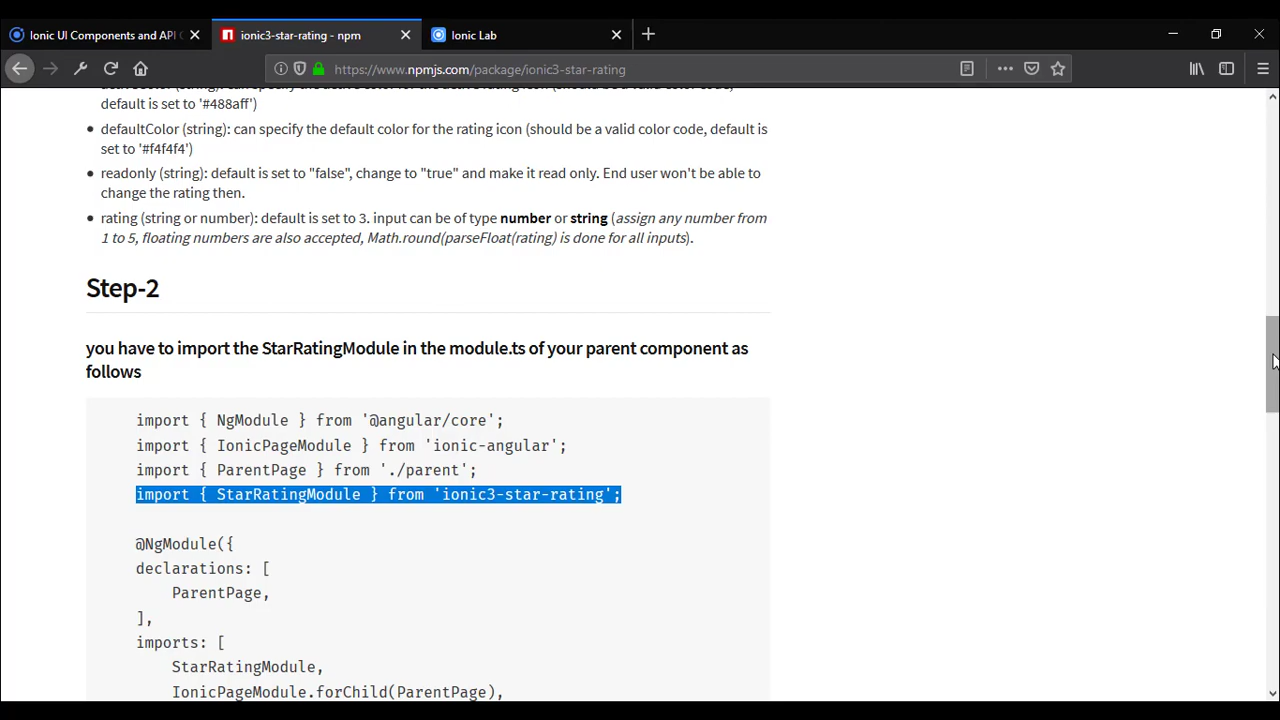 Ionic UI Components and API
ionic3-star-rating - npm
Ionic Lab
https://www.npmjs.com/package/ionic3-star-rating
default is set to '#488aff')
defaultColor (string): can specify the default color for the rating icon (should be a valid color code, default is
set to '#f4f4f4')
readonly (string): default is set to "false", change to "true" and make it read only. End user won't be able to
change the rating then.
rating (string or number): default is set to 3. input can be of type number or string (assign any number from
1 to 5, floating numbers are also accepted, Math.round(parseFloat(rating) is done for all inputs).
Step-2
you have to import the StarRatingModule in the module.ts of your parent component as
follows
import { NgModule } from '@angular/core';
import { IonicPageModule } from 'ionic-angular';
import { ParentPage } from './parent';
import { StarRatingModule } from 'ionic3-star-rating';
@NgModule({
declarations: [
ParentPage,
],
imports: [
StarRatingModule,
IonicPageModule.forChild(ParentPage),